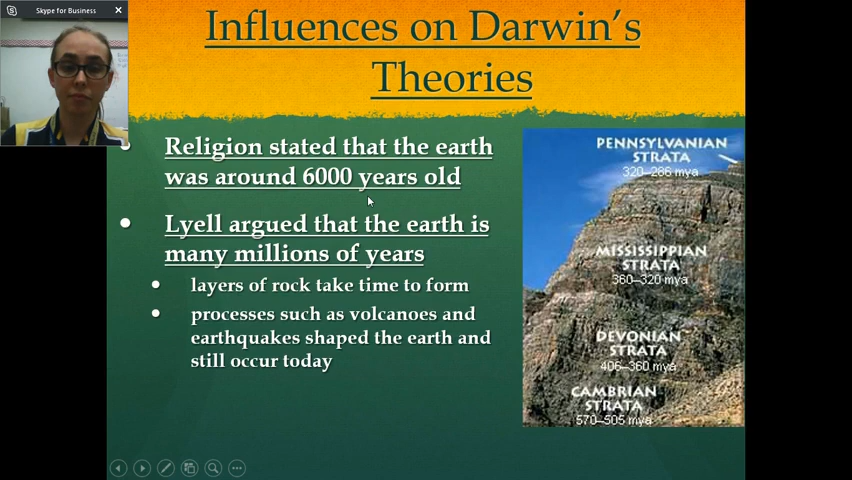 Skype for Business
Influences on Darwin's
Theories
Religion stated that the earth
was around 6000 years old
Lyell argued that the earth is
many millions of years
layers of rock take time to form
processes such as volcanoes and
earthquakes shaped the earth and
still occur today
PENNSYLVANIAN
STRATA
320–286 mya
MISSISSIPPIAN
STRATA
360–320 mya
DEVONIAN
STRATA
408–360 mya
CAMBRIAN
STRATA
570–505 mya